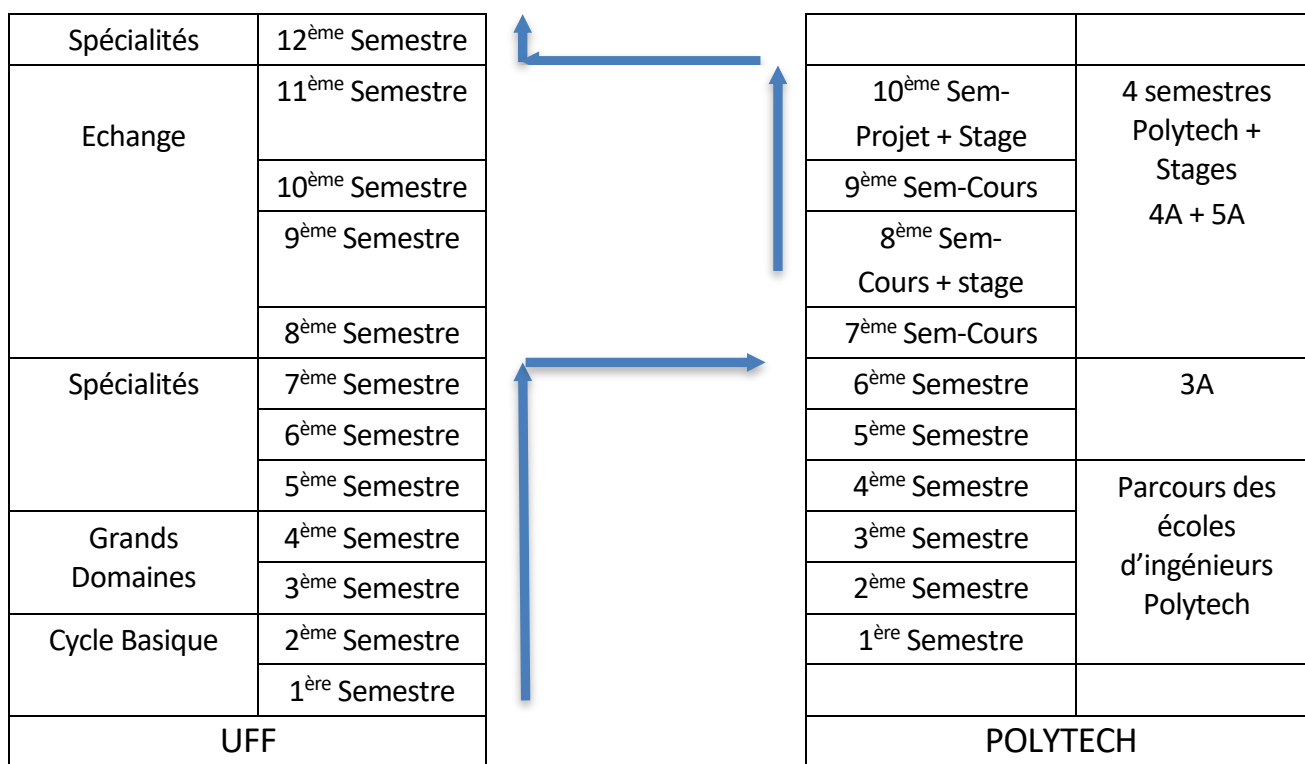 Spécialités
12ème Semestre
Echange
11ème Semestre
10ème Semestre
9ème Semestre
8ème Semestre
Spécialités
7ème Semestre
6ème Semestre
5ème Semestre
Grands
Domaines
4ème Semestre
3ème Semestre
Cycle Basique
2ème Semestre
1ère Semestre
UFF
10ème Sem-
Projet + Stage
4 semestres
Polytech +
Stages
4A + 5A
9ème Sem-Cours
8ème Sem-
Cours + stage
7ème Sem-Cours
6ème Semestre
3A
5ème Semestre
4ème Semestre
Parcours des
écoles
d’ingénieurs
Polytech
3ème Semestre
2ème Semestre
1ère Semestre
POLYTECH